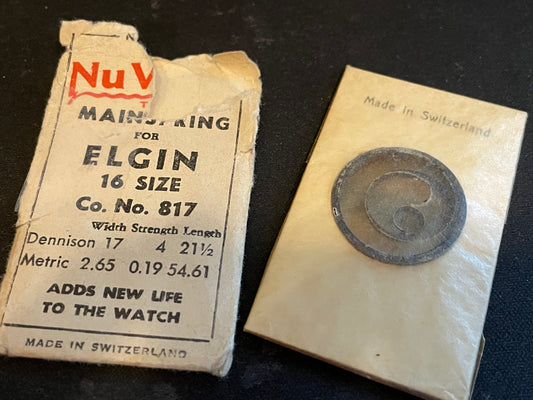 Nu
MAINSPRING
FOR
ELGIN
16 SIZE
Co. No. 817
Width Strength Length
Dennison 17 4 21½
Metric 2.65 0.19 54.61
ADDS NEW LIFE
TO THE WATCH
MADE IN SWITZERLAND
Made in Switzerland